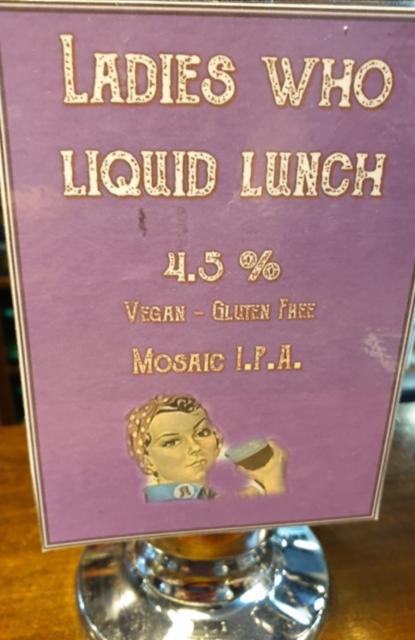 Ladies who
liquid lunch
4.5 %
Vegan - Gluten Free
Mosaic I.P.A.